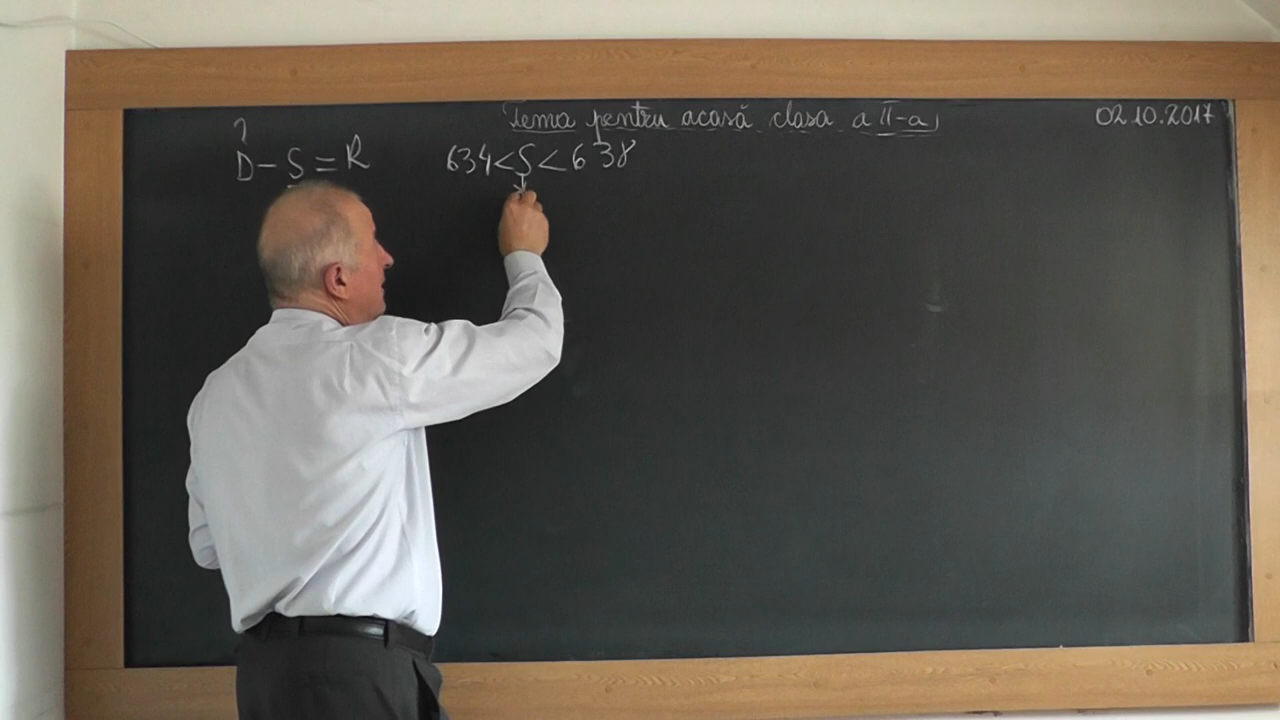 Tema pentru acasă clasa a II-a
02.10.2017
?
D - S = R
634 < S < 638